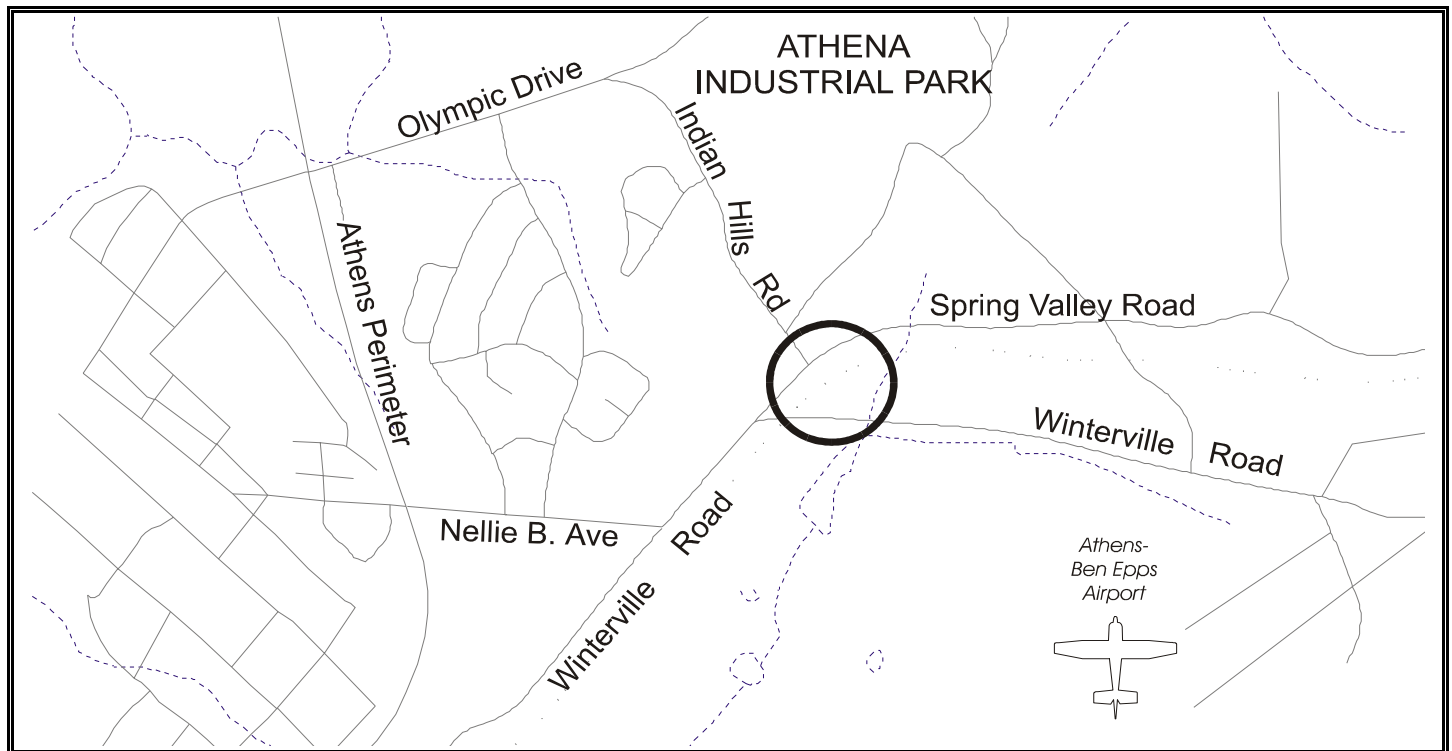 ATHENA
INDUSTRIAL PARK
Olympic Drive
Indian
Hills
Rd
Athens Perimeter
Spring Valley Road
Winterville
Road
Nellie B. Ave
Road
Winterville
Athens-
Ben Epps
Airport